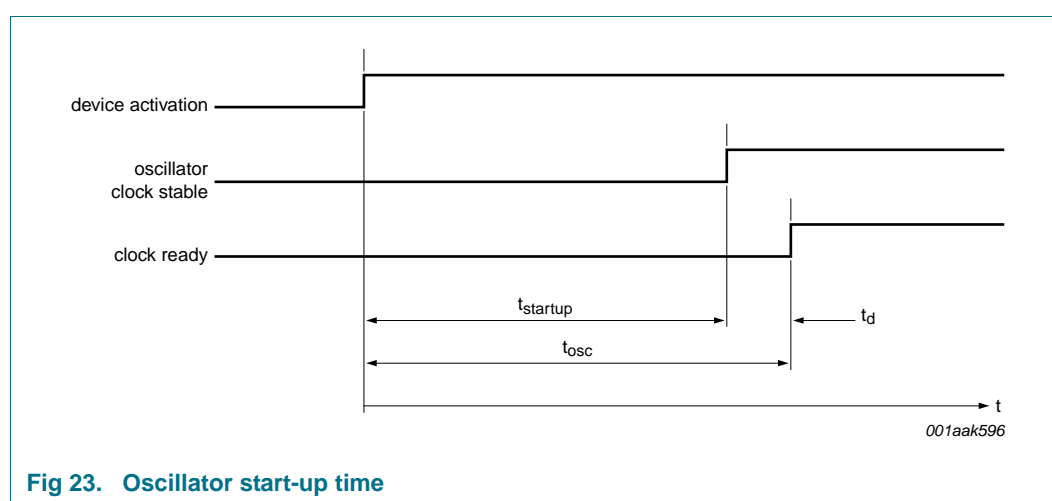 device activation
oscillator
clock stable
clock ready
tstartup
td
tosc
t
001aak596
Fig 23. Oscillator start-up time